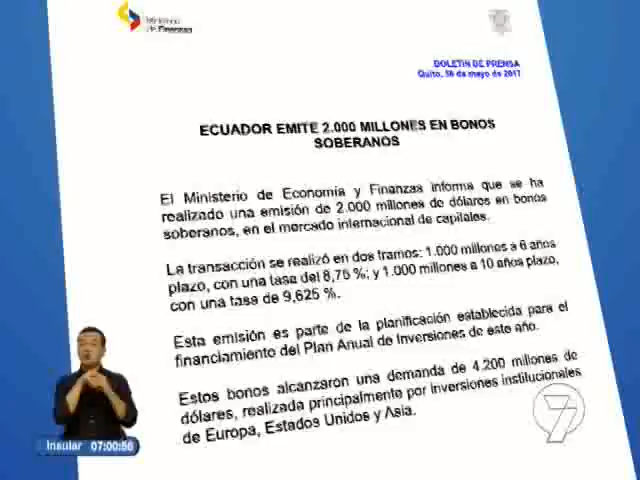 Ministerio
de Finanzas
BOLETIN DE PRENSA
Quito, de mayo de 2017
ECUADOR EMITE 2.000 MILLONES EN BONOS
SOBERANOS
El Ministerio de Economía y Finanzas informa que se ha
realizado una emisión de 2.000 millones de dólares en bonos
soberanos, en el mercado internacional de capitales.
La transacción se realizó en dos tramos: 1.000 millones a 6 años
plazo, con una tasa del 8,75 %; y 1.000 millones a 10 años plazo,
con una tasa de 9,625 %.
Esta emisión es parte de la planificación establecida para el
financiamiento del Plan Anual de Inversiones de este año.
Estos bonos alcanzaron una demanda de 4.200 millones de
dólares, realizada principalmente por inversiones institucionales
de Europa, Estados Unidos y Asia.
7
Insular 07:00:56